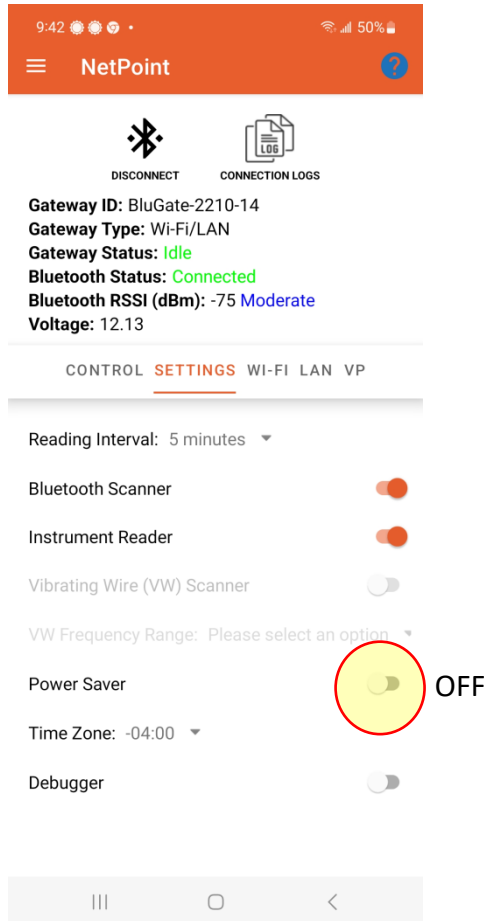 9:42 50%
NetPoint ?
LOG
DISCONNECT CONNECTION LOGS
Gateway ID: BluGate-2210-14
Gateway Type: Wi-Fi/LAN
Gateway Status: Idle
Bluetooth Status: Connected
Bluetooth RSSI (dBm): -75 Moderate
Voltage: 12.13
CONTROL SETTINGS WI-FI LAN VP
Reading Interval: 5 minutes
Bluetooth Scanner
Instrument Reader
Vibrating Wire (VW) Scanner
VW Frequency Range: Please select an option
Power Saver OFF
Time Zone: -04:00
Debugger